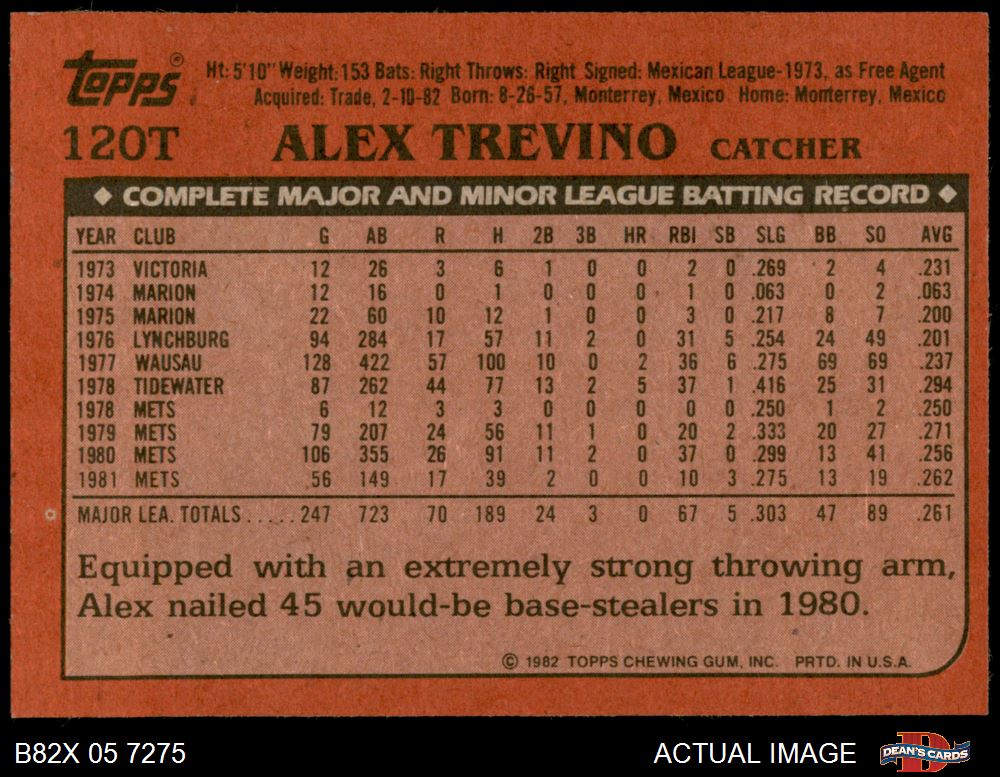 topps® Ht: 5'10" Weight: 153 Bats: Right Throws: Right Signed: Mexican League-1973, as Free Agent
Acquired: Trade, 2-10-82 Born: 8-26-57, Monterrey, Mexico Home: Monterrey, Mexico
120T ALEX TREVINO CATCHER
◆ COMPLETE MAJOR AND MINOR LEAGUE BATTING RECORD ◆
YEAR CLUB G AB R H 2B 3B HR RBI SB SLG BB SO AVG
1973 VICTORIA 12 26 3 6 1 0 0 2 0 .269 2 4 .231
1974 MARION 12 16 0 1 0 0 0 1 0 .063 0 2 .063
1975 MARION 22 60 10 12 1 0 0 3 0 .217 8 7 .200
1976 LYNCHBURG 94 284 17 57 11 2 0 31 5 .254 24 49 .201
1977 WAUSAU 128 422 57 100 10 0 2 36 6 .275 69 69 .237
1978 TIDEWATER 87 262 44 77 13 2 5 37 1 .416 25 31 .294
1978 METS 6 12 3 3 0 0 0 0 0 .250 1 2 .250
1979 METS 79 207 24 56 11 1 0 20 2 .333 20 27 .271
1980 METS 106 355 26 91 11 2 0 37 0 .299 13 41 .256
1981 METS 56 149 17 39 2 0 0 10 3 .275 13 19 .262
MAJOR LEA. TOTALS ..... 247 723 70 189 24 3 0 67 5 .303 47 89 .261
Equipped with an extremely strong throwing arm,
Alex nailed 45 would-be base-stealers in 1980.
© 1982 TOPPS CHEWING GUM, INC. PRTD. IN U.S.A.
B82X 05 7275 ACTUAL IMAGE DEAN'S CARDS